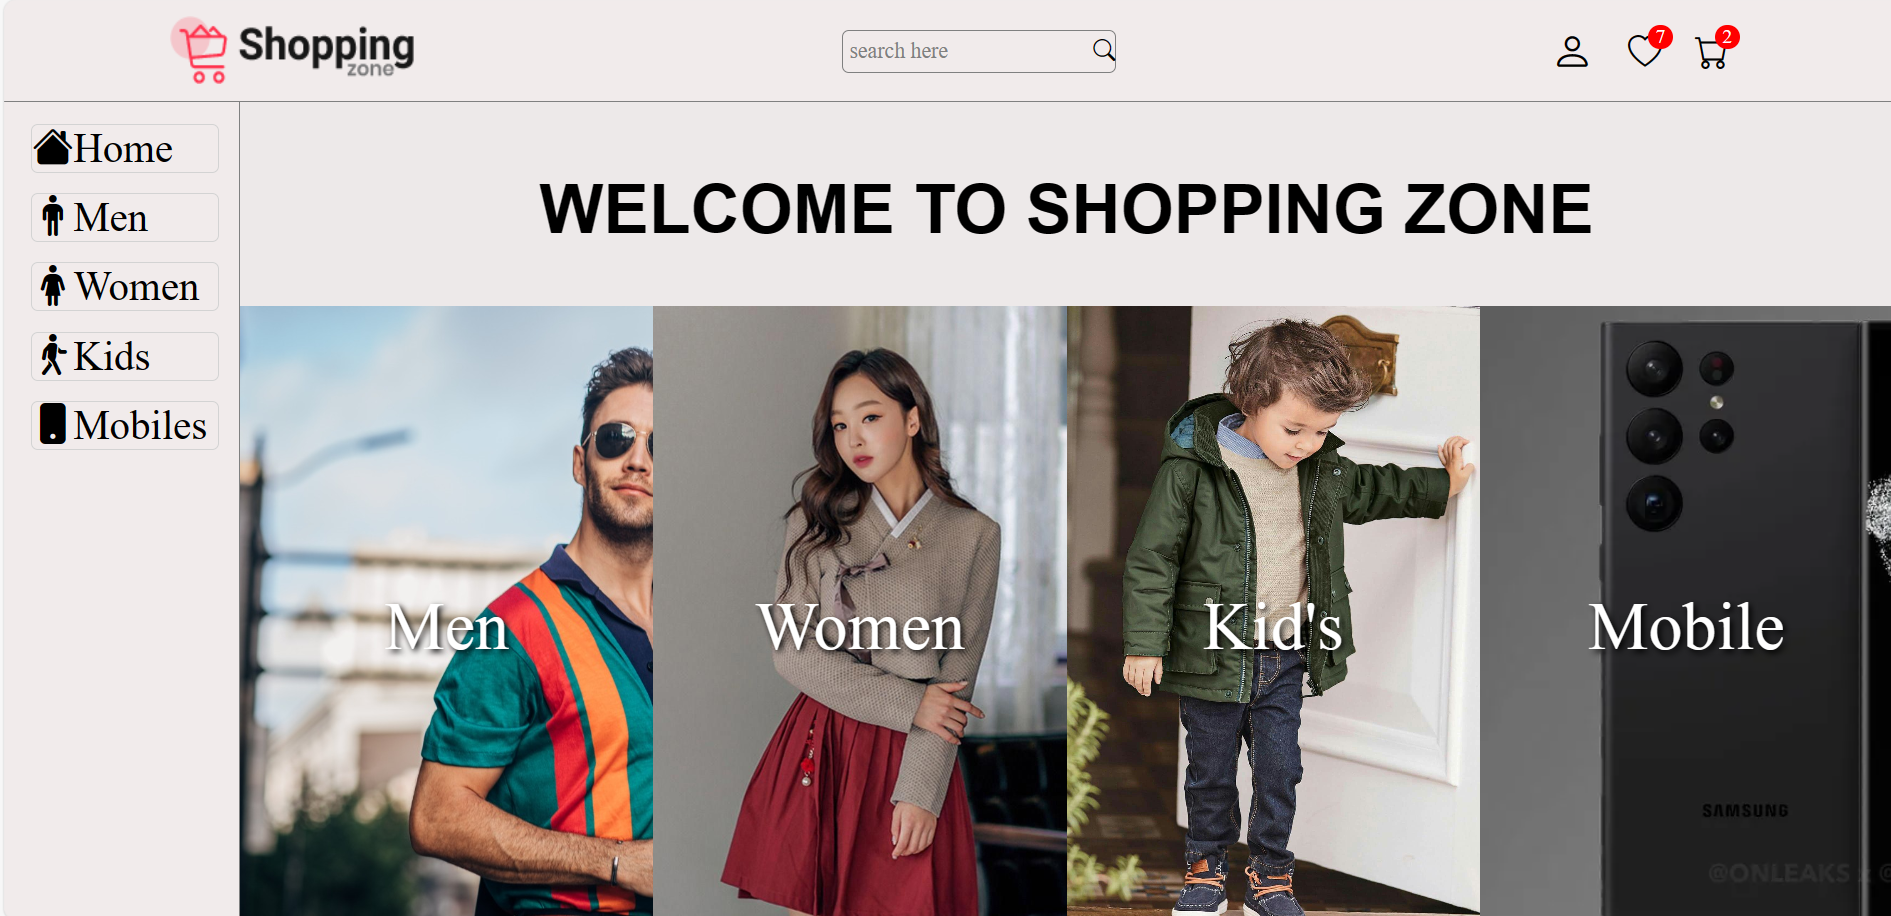 Shopping
zone
search here
7
2
Home
Men
Women
Kids
Mobiles
WELCOME TO SHOPPING ZONE
Men
Women
Kid's
Mobile
SAMSUNG
@ONLEAKS x @